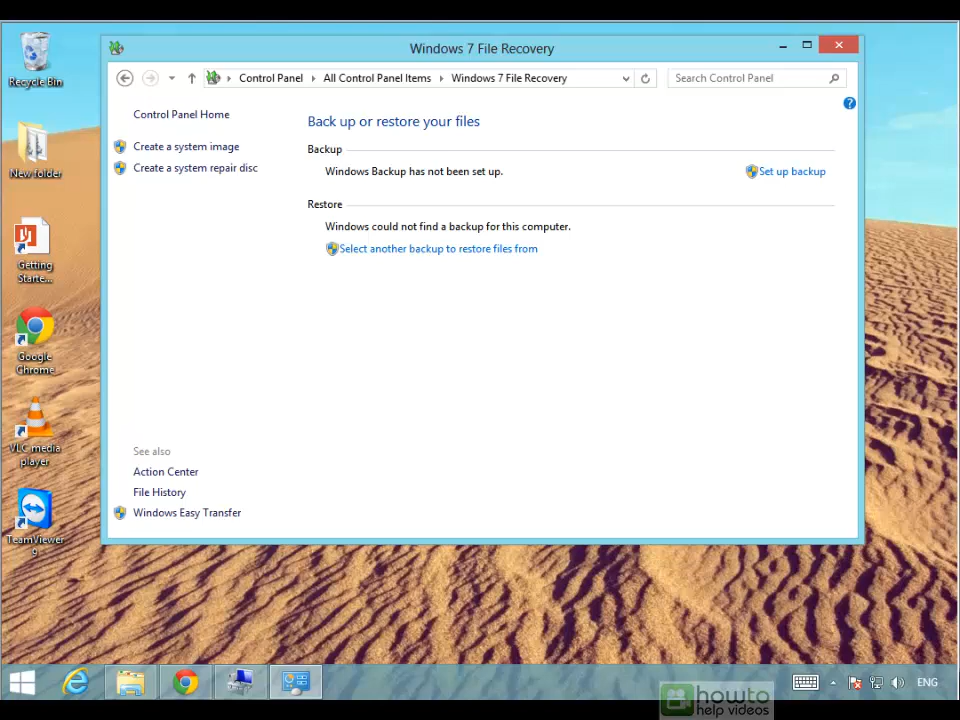 Windows 7 File Recovery
Control Panel
All Control Panel Items
Windows 7 File Recovery
Search Control Panel
Recycle Bin
New folder
Getting
Starte...
Google
Chrome
VLC media
player
TeamViewer
9
Control Panel Home
Create a system image
Create a system repair disc
Back up or restore your files
Backup
Windows Backup has not been set up.
Set up backup
Restore
Windows could not find a backup for this computer.
Select another backup to restore files from
See also
Action Center
File History
Windows Easy Transfer
ENG
howto
help videos